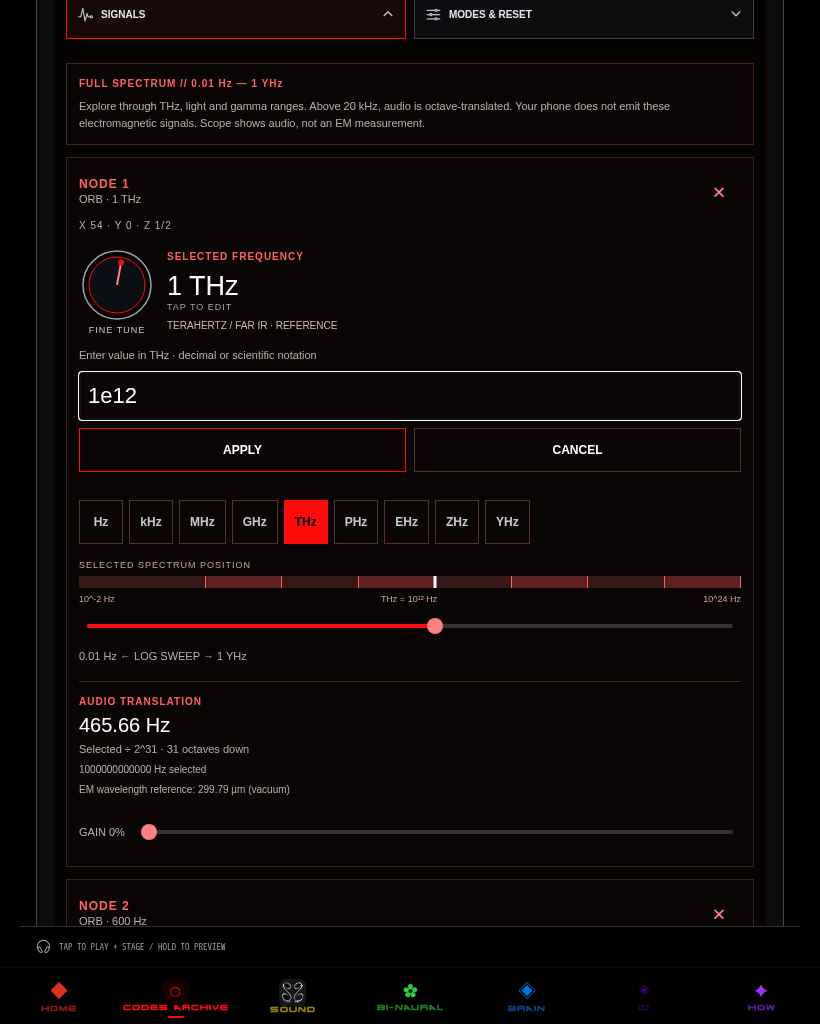 SIGNALS
MODES & RESET
FULL SPECTRUM // 0.01 Hz — 1 YHz
Explore through THz, light and gamma ranges. Above 20 kHz, audio is octave-translated. Your phone does not emit these
electromagnetic signals. Scope shows audio, not an EM measurement.
NODE 1
ORB · 1 THz
X 54 · Y 0 · Z 1/2
SELECTED FREQUENCY
1 THz
TAP TO EDIT
TERAHERTZ / FAR IR · REFERENCE
FINE TUNE
Enter value in THz · decimal or scientific notation
1e12
APPLY
CANCEL
Hz kHz MHz GHz THz PHz EHz ZHz YHz
SELECTED SPECTRUM POSITION
10^-2 Hz THz = 10¹² Hz 10^24 Hz
0.01 Hz ← LOG SWEEP → 1 YHz
AUDIO TRANSLATION
465.66 Hz
Selected ÷ 2^31 · 31 octaves down
1000000000000 Hz selected
EM wavelength reference: 299.79 µm (vacuum)
GAIN 0%
NODE 2
ORB · 600 Hz
TAP TO PLAY + STAGE / HOLD TO PREVIEW
HOME CODES ARCHIVE SOUND BI-NAURAL BRAIN HOW